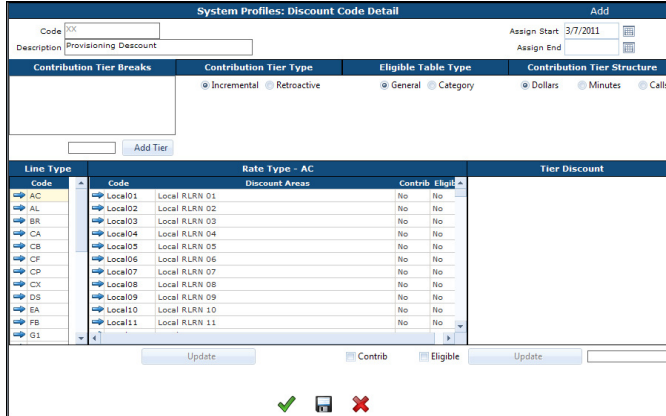 System Profiles: Discount Code Detail Add
Code XX Assign Start 3/7/2011
Description Provisioning Descount Assign End
Contribution Tier Breaks Contribution Tier Type Eligible Table Type Contribution Tier Structure
Incremental Retroactive General Category Dollars Minutes Calls
Add Tier
Line Type Rate Type - AC Tier Discount
Code Code Discount Areas Contrib Eligib
AC Local01 Local RLRN 01 No No
AL Local02 Local RLRN 02 No No
BR Local03 Local RLRN 03 No No
CA Local04 Local RLRN 04 No No
CB Local05 Local RLRN 05 No No
CF Local06 Local RLRN 06 No No
CP Local07 Local RLRN 07 No No
CX Local08 Local RLRN 08 No No
DS Local09 Local RLRN 09 No No
EA Local10 Local RLRN 10 No No
FB Local11 Local RLRN 11 No No
G1
Update Contrib Eligible Update